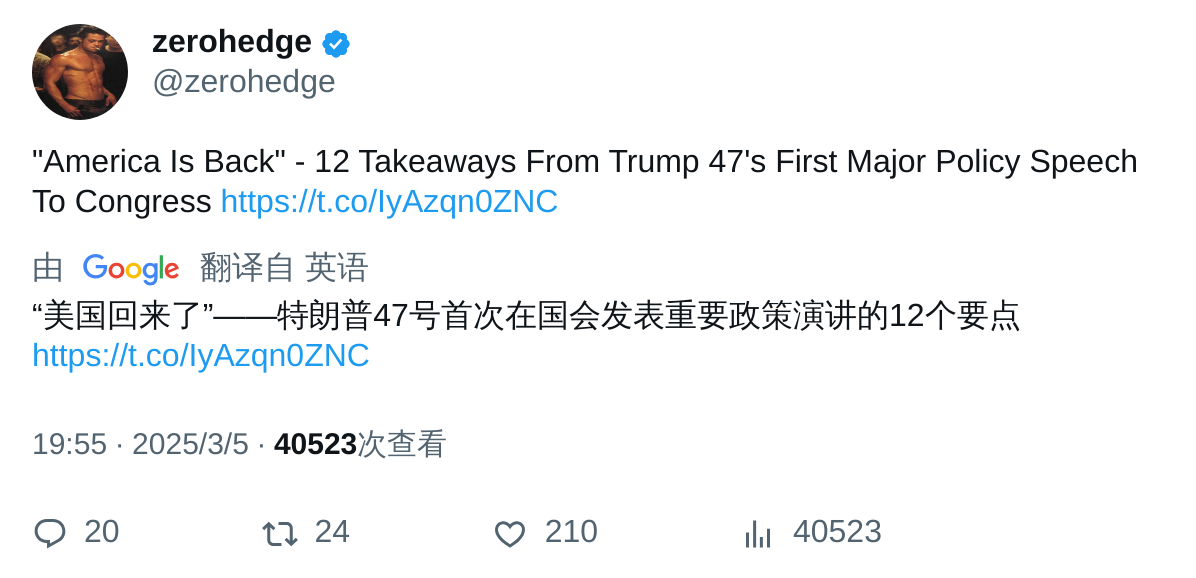 zerohedge
@zerohedge
"America Is Back" - 12 Takeaways From Trump 47's First Major Policy Speech
To Congress https://t.co/IyAzqn0ZNC
由 Google 翻译自 英语
“美国回来了”——特朗普47号首次在国会发表重要政策演讲的12个要点
https://t.co/IyAzqn0ZNC
19:55 · 2025/3/5 · 40523次查看
20 24 210 40523